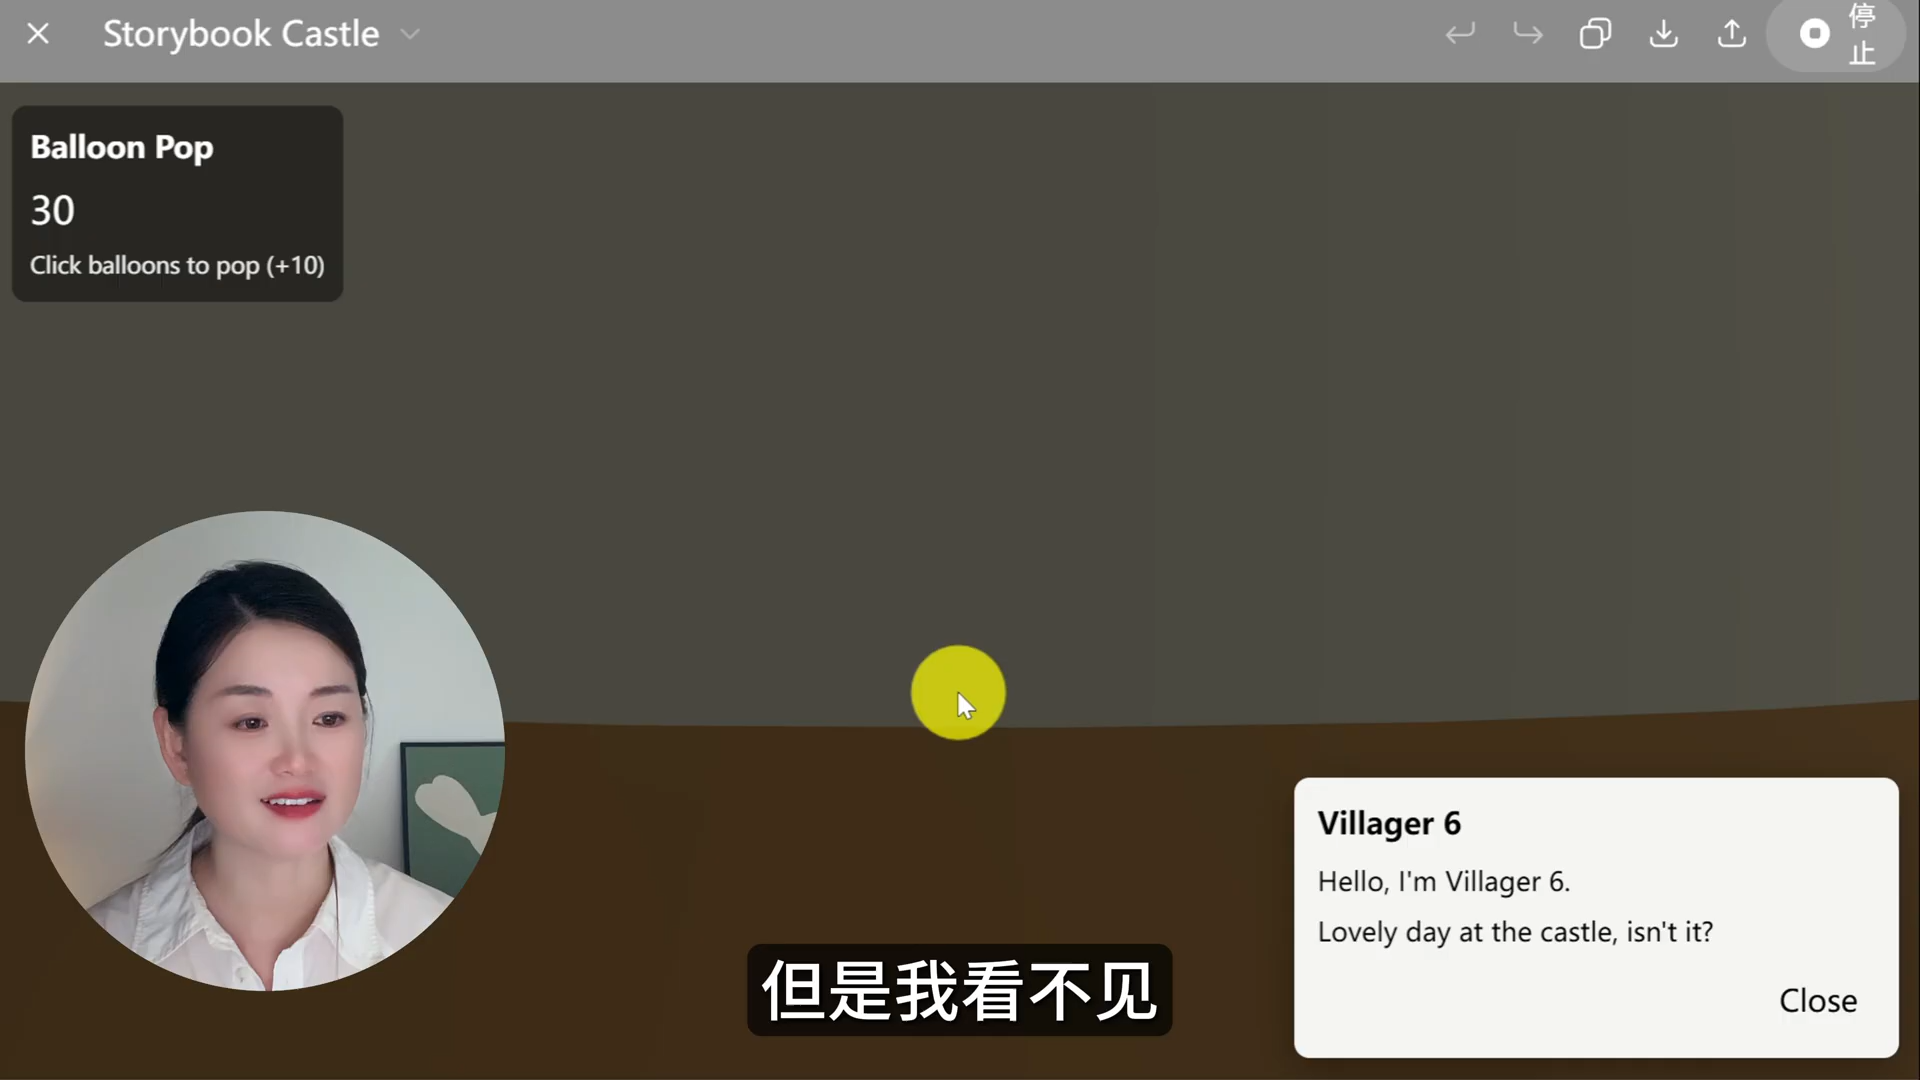 Storybook Castle
停
止
Balloon Pop
30
Click balloons to pop (+10)
Villager 6
Hello, I'm Villager 6.
Lovely day at the castle, isn't it?
Close
但是我看不见